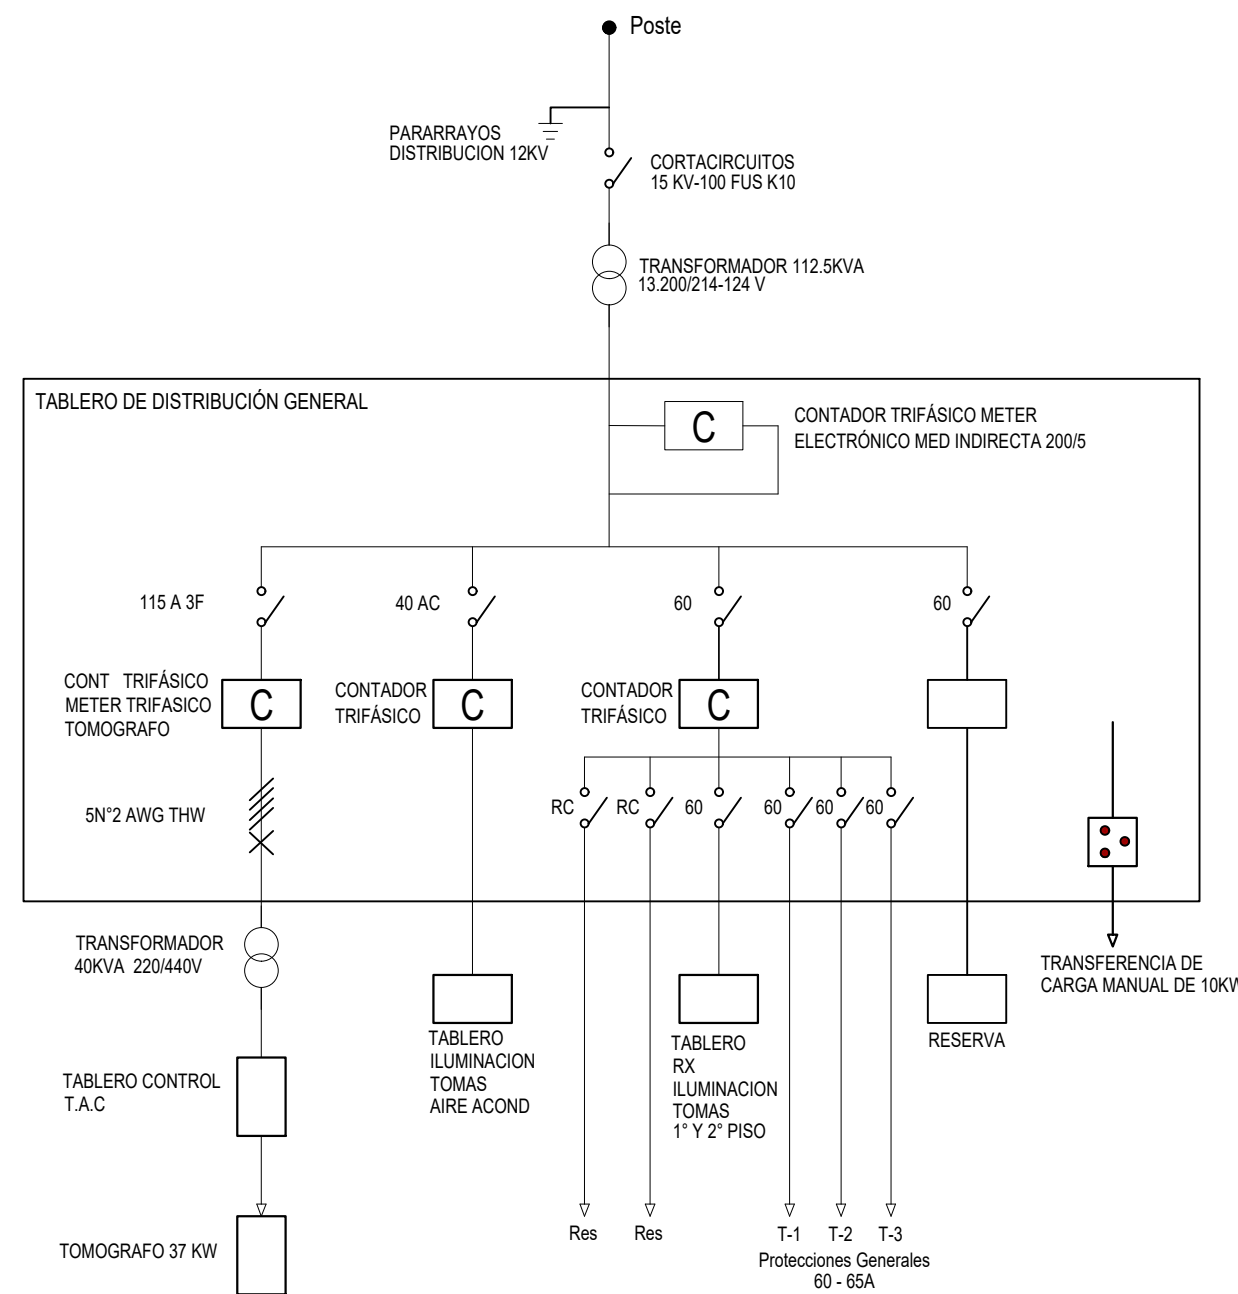 Poste
PARARRAYOS
DISTRIBUCION 12KV
CORTACIRCUITOS
15 KV-100 FUS K10
TRANSFORMADOR 112.5KVA
13.200/214-124 V
TABLERO DE DISTRIBUCIÓN GENERAL
C
CONTADOR TRIFÁSICO METER
ELECTRÓNICO MED INDIRECTA 200/5
115 A 3F
40 AC
60
60
CONT TRIFÁSICO
METER TRIFASICO
TOMOGRAFO
C
CONTADOR
TRIFÁSICO
C
CONTADOR
TRIFÁSICO
C
5N°2 AWG THW
RC
RC
60
60
60
60
TRANSFORMADOR
40KVA 220/440V
TRANSFERENCIA DE
CARGA MANUAL DE 10KW
TABLERO
ILUMINACION
TOMAS
AIRE ACOND
TABLERO
RX
ILUMINACION
TOMAS
1° Y 2° PISO
RESERVA
TABLERO CONTROL
T.A.C
TOMOGRAFO 37 KW
Res
Res
T-1
T-2
T-3
Protecciones Generales
60 - 65A